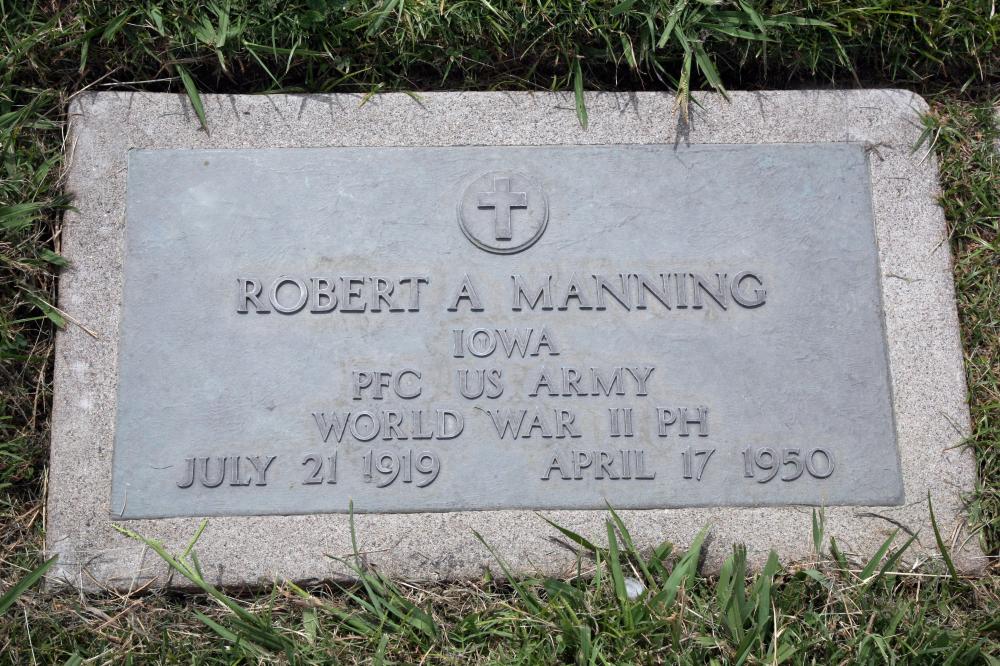 ROBERT A MANNING
IOWA
PFC US ARMY
WORLD WAR II PH
JULY 21 1919 APRIL 17 1950